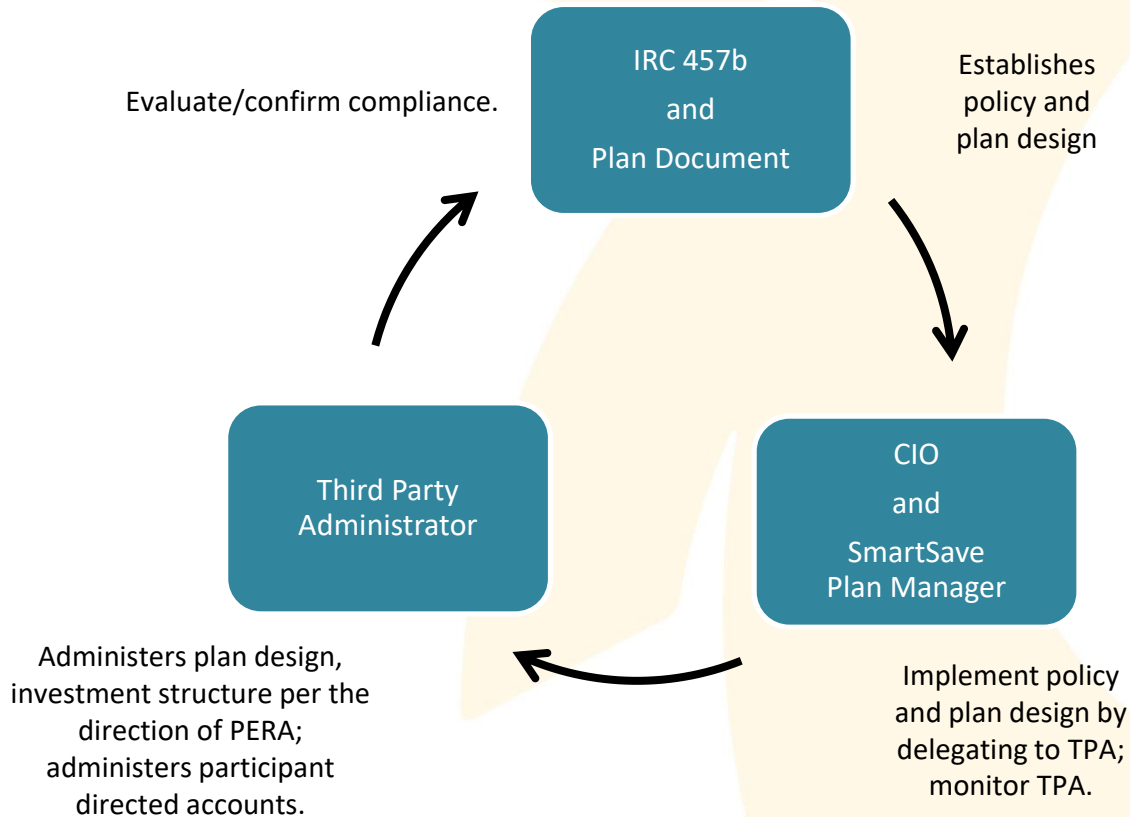 IRC 457b
and
Plan Document
Establishes
policy and
plan design
Evaluate/confirm compliance.
Third Party
Administrator
CIO
and
SmartSave
Plan Manager
Administers plan design,
investment structure per the
direction of PERA;
administers participant
directed accounts.
Implement policy
and plan design by
delegating to TPA;
monitor TPA.